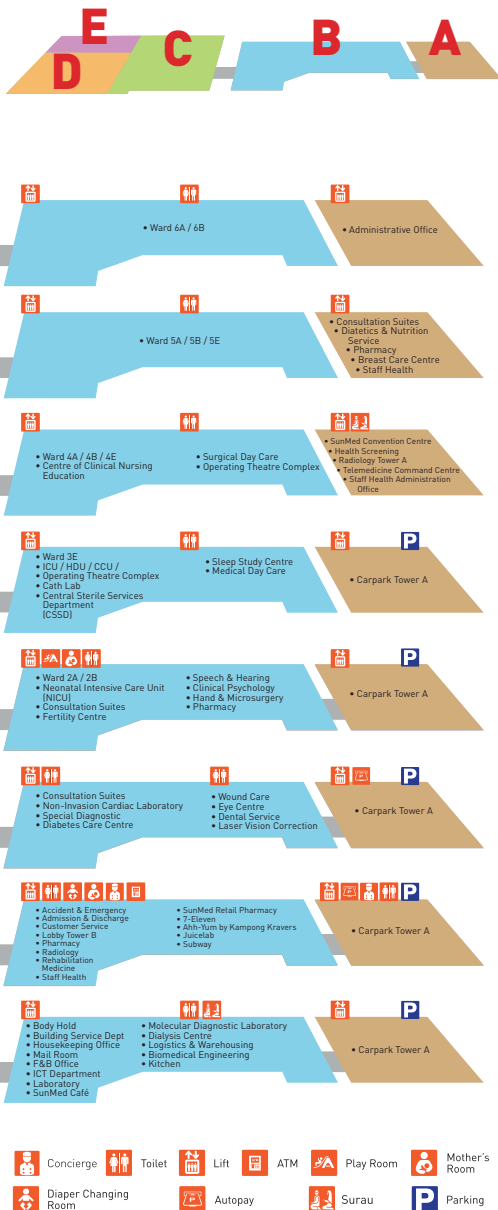 E
D
C
B
A
• Ward 6A / 6B
• Administrative Office
• Ward 5A / 5B / 5E
• Consultation Suites
• Diatetics & Nutrition
Service
• Pharmacy
• Breast Care Centre
• Staff Health
• Ward 4A / 4B / 4E
• Centre of Clinical Nursing
Education
• Surgical Day Care
• Operating Theatre Complex
• SunMed Convention Centre
• Health Screening
• Radiology Tower A
• Telemedicine Command Centre
• Staff Health Administration
Office
• Ward 3E
• ICU / HDU / CCU /
• Operating Theatre Complex
• Cath Lab
• Central Sterile Services
Department
(CSSD)
• Sleep Study Centre
• Medical Day Care
P
• Carpark Tower A
• Ward 2A / 2B
• Neonatal Intensive Care Unit
(NICU)
• Consultation Suites
• Fertility Centre
• Speech & Hearing
• Clinical Psychology
• Hand & Microsurgery
• Pharmacy
P
• Carpark Tower A
• Consultation Suites
• Non-Invasion Cardiac Laboratory
• Special Diagnostic
• Diabetes Care Centre
• Wound Care
• Eye Centre
• Dental Service
• Laser Vision Correction
P
• Carpark Tower A
• Accident & Emergency
• Admission & Discharge
• Customer Service
• Lobby Tower B
• Pharmacy
• Radiology
• Rehabilitation
Medicine
• Staff Health
• SunMed Retail Pharmacy
• 7-Eleven
• Ahh-Yum by Kampong Kravers
• Juicelab
• Subway
P
• Carpark Tower A
• Body Hold
• Building Service Dept
• Housekeeping Office
• Mail Room
• F&B Office
• ICT Department
• Laboratory
• SunMed Café
• Molecular Diagnostic Laboratory
• Dialysis Centre
• Logistics & Warehousing
• Biomedical Engineering
• Kitchen
P
• Carpark Tower A
Concierge
Toilet
Lift
ATM
Play Room
Mother's
Room
Diaper Changing
Room
Autopay
Surau
P
Parking